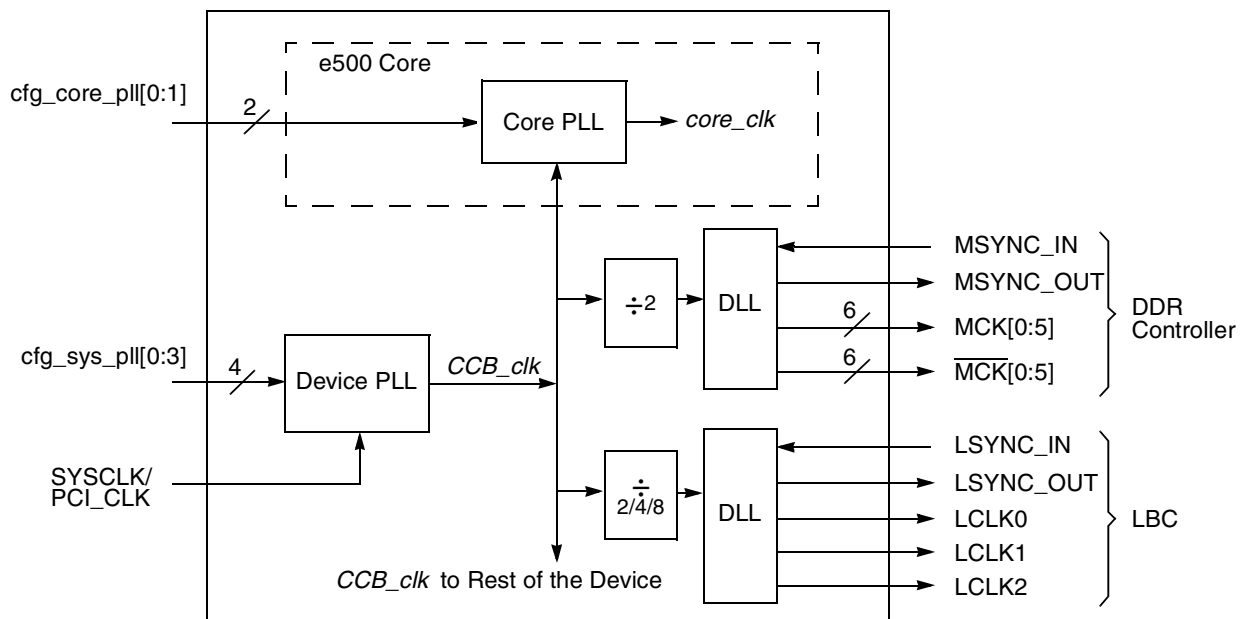 e500 Core
cfg_core_pll[0:1]
2
Core PLL
core_clk
MSYNC_IN
MSYNC_OUT
÷2
DLL
6
MCK[0:5]
6
M̅C̅K̅[0:5]
DDR
Controller
cfg_sys_pll[0:3]
4
Device PLL
CCB_clk
SYSCLK/
PCI_CLK
LSYNC_IN
LSYNC_OUT
÷
2/4/8
DLL
LCLK0
LCLK1
LCLK2
LBC
CCB_clk to Rest of the Device